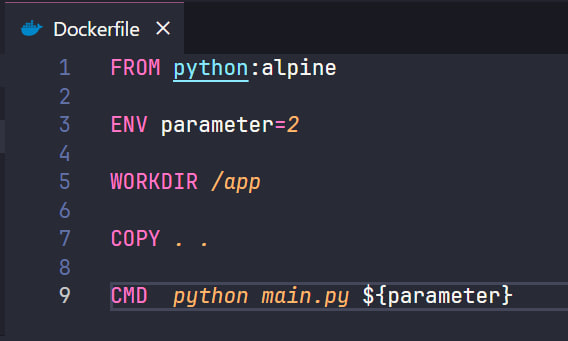 Dockerfile ×
1 FROM python:alpine
2
3 ENV parameter=2
4
5 WORKDIR /app
6
7 COPY . .
8
9 CMD  python main.py ${parameter}